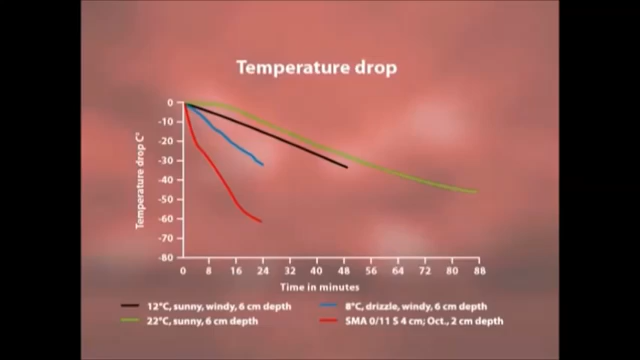 Temperature drop
Temperature drop C°
0
-10
-20
-30
-40
-50
-60
-70
-80
0 8 16 24 32 40 48 56 64 72 80 88
Time in minutes
12°C, sunny, windy, 6 cm depth
8°C, drizzle, windy, 6 cm depth
22°C, sunny, 6 cm depth
SMA 0/11 S 4 cm; Oct., 2 cm depth